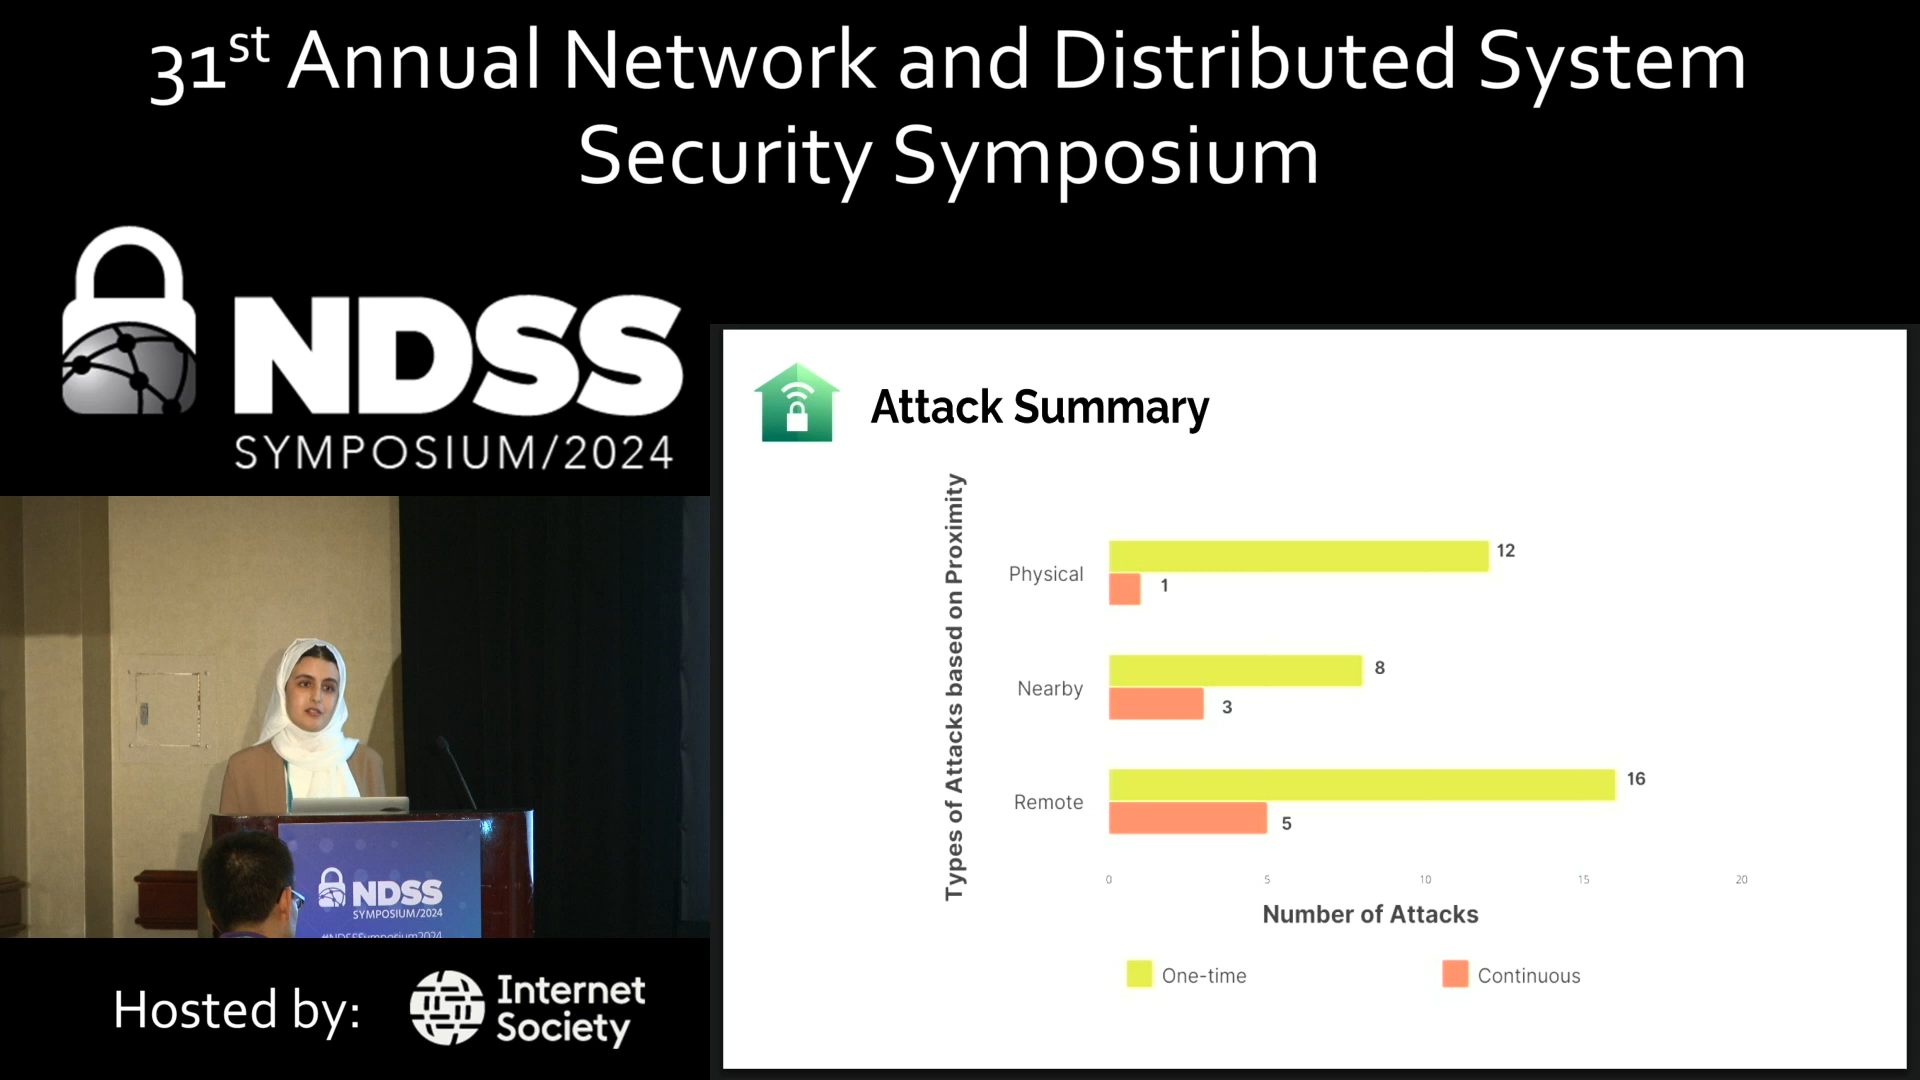 31st Annual Network and Distributed System
Security Symposium
NDSS
SYMPOSIUM/2024
Attack Summary
Types of Attacks based on Proximity
Physical
12
1
Nearby
8
3
Remote
16
5
0 5 10 15 20
Number of Attacks
One-time Continuous
NDSS
SYMPOSIUM/2024
#NDSSSymposium2024
Hosted by:
Internet
Society